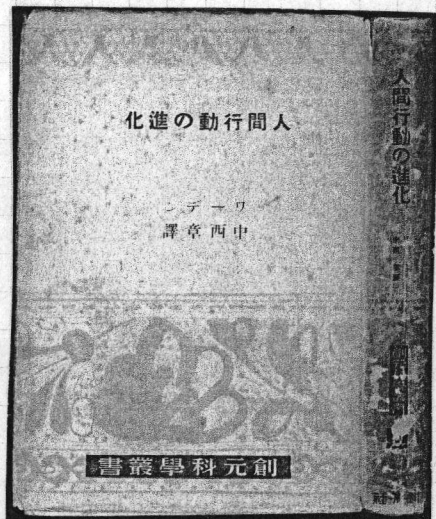 人間行動の進化
ワーデン
中西章譯
創元科學叢書
人間行動の進化